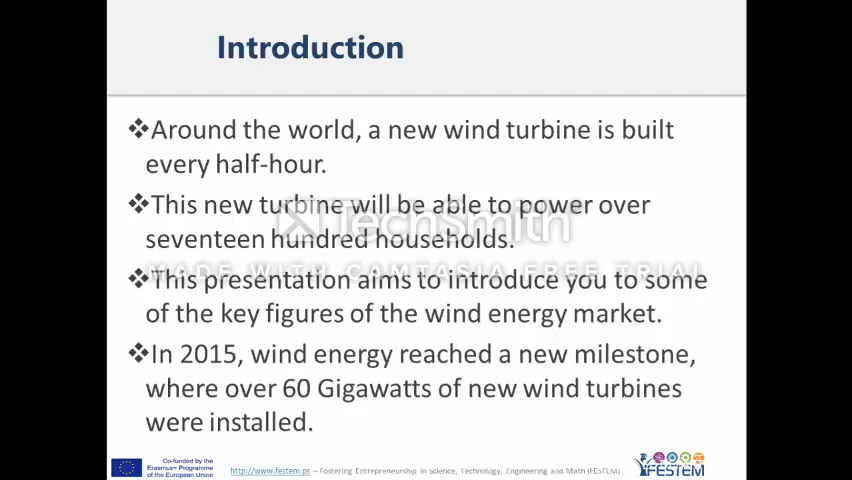 Introduction
❖Around the world, a new wind turbine is built
every half-hour.
❖This new turbine will be able to power over
seventeen hundred households.
TechSmith
MADE WITH CAMTASIA FREE TRIAL
❖This presentation aims to introduce you to some
of the key figures of the wind energy market.
❖In 2015, wind energy reached a new milestone,
where over 60 Gigawatts of new wind turbines
were installed.
Co-funded by the
Erasmus+ Programme
of the European Union
http://www.festem.ps – Fostering Entrepreneurship in Science, Technology, Engineering and Math (FESTEM)
FESTEM